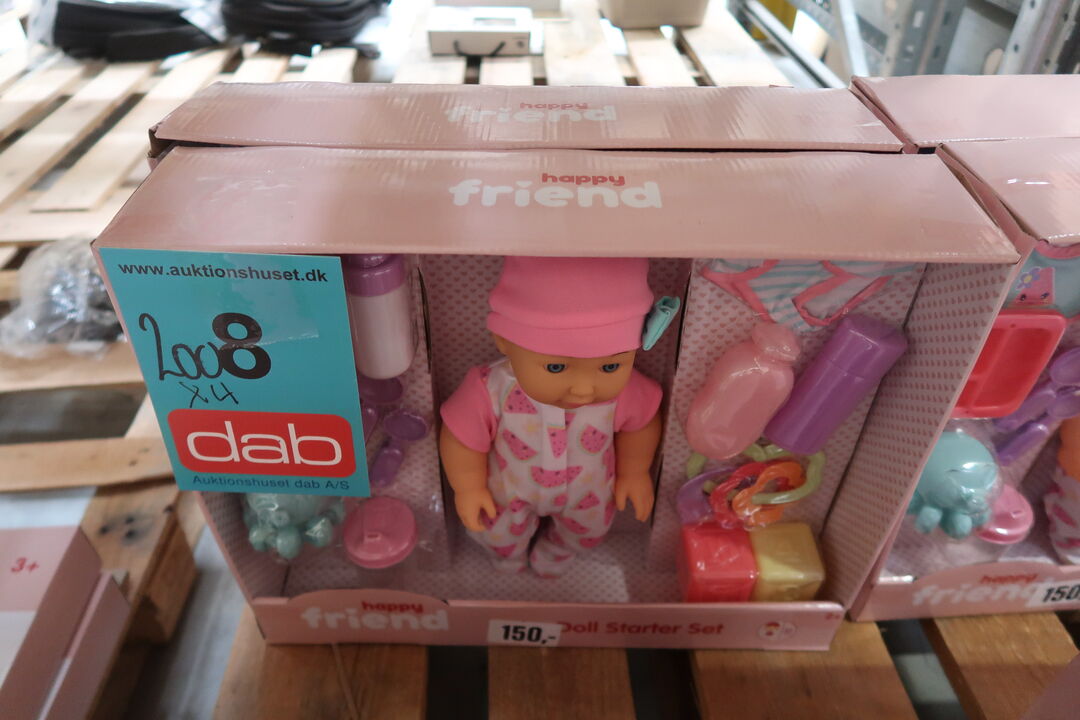 happy
friend
happy
friend
www.auktionshuset.dk
2008
x4
dab
Auktionshuset dab A/S
happy
friend
150,-
Doll Starter Set
3+
happy
friend
150